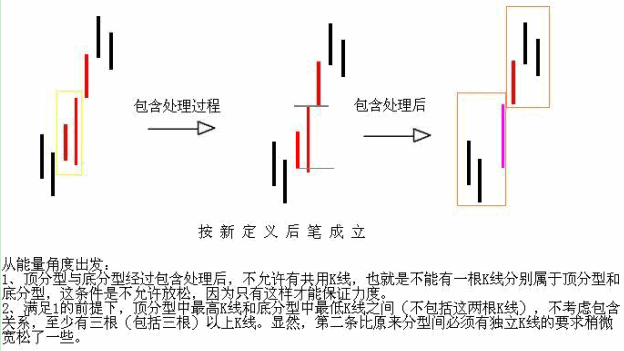 包含处理过程
包含处理后
按新定义后笔成立
从能量角度出发：
1、顶分型与底分型经过包含处理后，不允许有共用K线，也就是不能有一根K线分别属于顶分型和
底分型，这条件是不允许放松，因为只有这样才能保证力度。
2、满足1的前提下，顶分型中最高K线和底分型中最低K线之间（不包括这两根K线），不考虑包含
关系，至少有三根（包括三根）以上K线。显然，第二条比原来分型间必须有独立K线的要求稍微
宽松了一些。